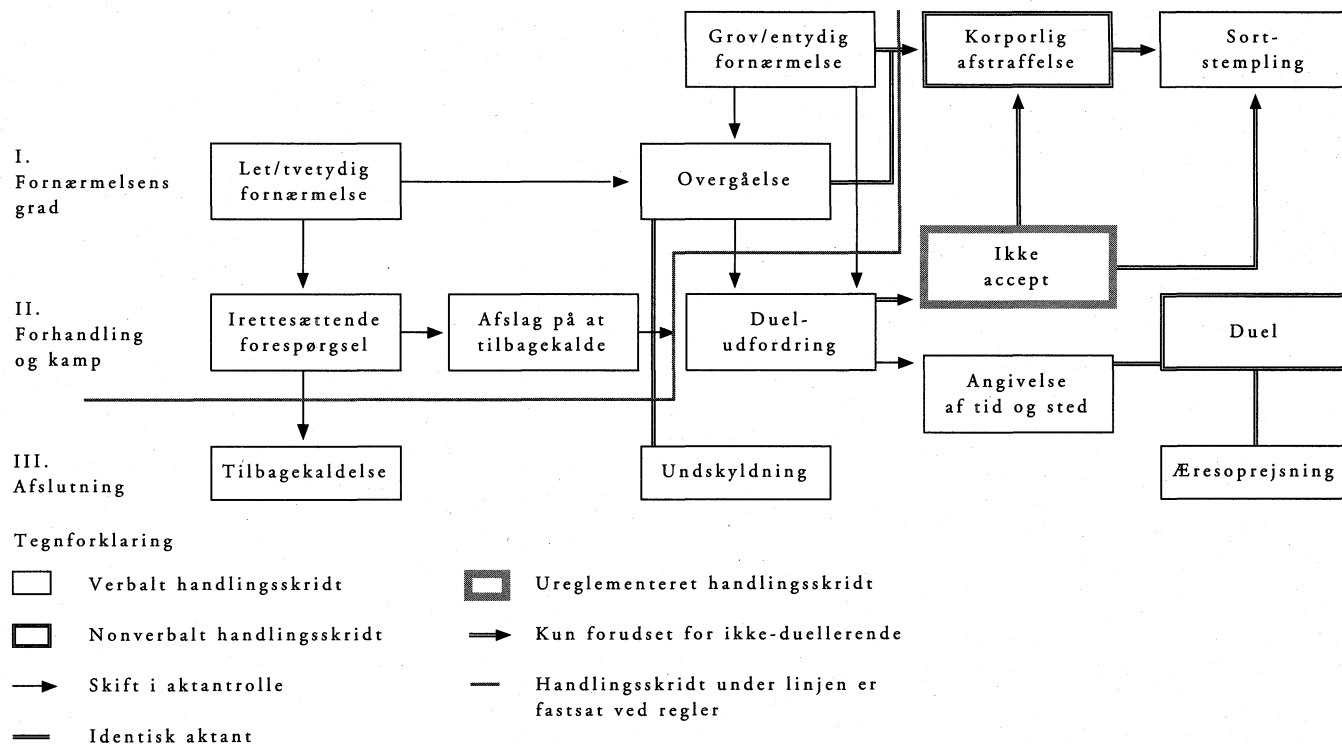 Grov/entydig
fornærmelse
Korporlig
afstraffelse
Sort-
stempling
I.
Fornærmelsens
grad
Let/tvetydig
fornærmelse
Overgåelse
Ikke
accept
II.
Forhandling
og kamp
Irettesættende
forespørgsel
Afslag på at
tilbagekalde
Duel-
udfordring
Duel
Angivelse
af tid og sted
III.
Afslutning
Tilbagekaldelse
Undskyldning
Æresoprejsning
Tegnforklaring
Verbalt handlingsskridt
Ureglementeret handlingsskridt
Nonverbalt handlingsskridt
Kun forudset for ikke-duellerende
Skift i aktantrolle
Handlingsskridt under linjen er
fastsat ved regler
Identisk aktant